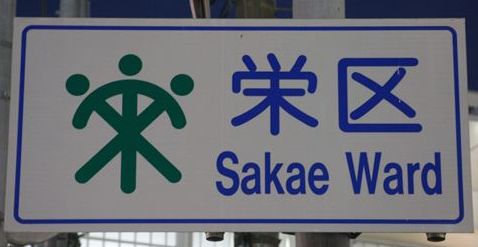 栄区
Sakae Ward